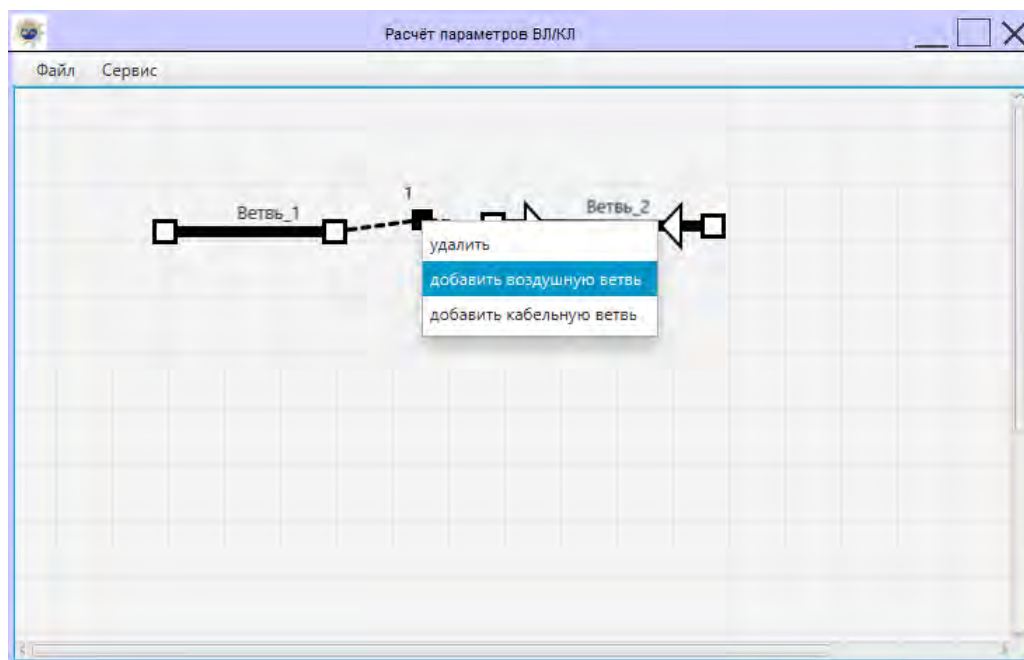 Расчёт параметров ВЛ/КЛ
Файл Сервис
1
Ветвь_1
Ветвь_2
удалить
добавить воздушную ветвь
добавить кабельную ветвь